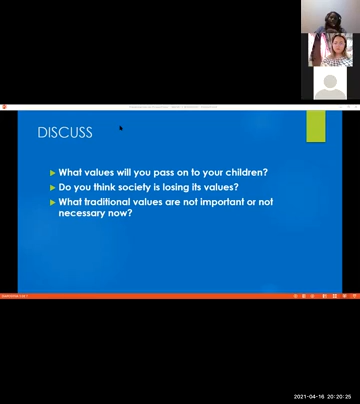 DISCUSS
What values will you pass on to your children?
Do you think society is losing its values?
What traditional values are not important or not
necessary now?
2021-04-16 20:20:25